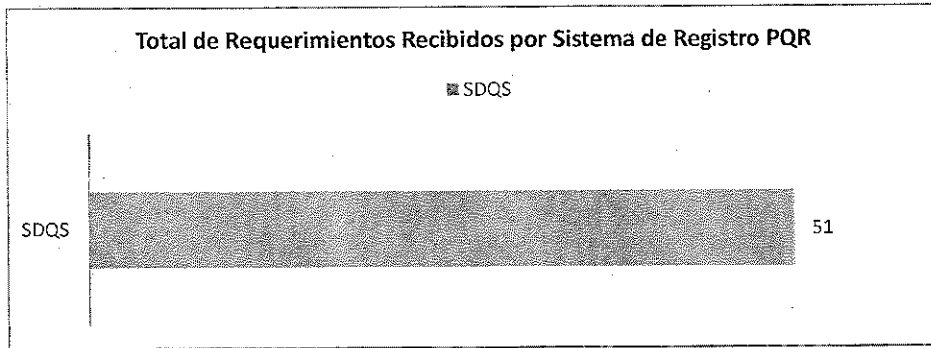 Total de Requerimientos Recibidos por Sistema de Registro PQR
SDQS
SDQS
51